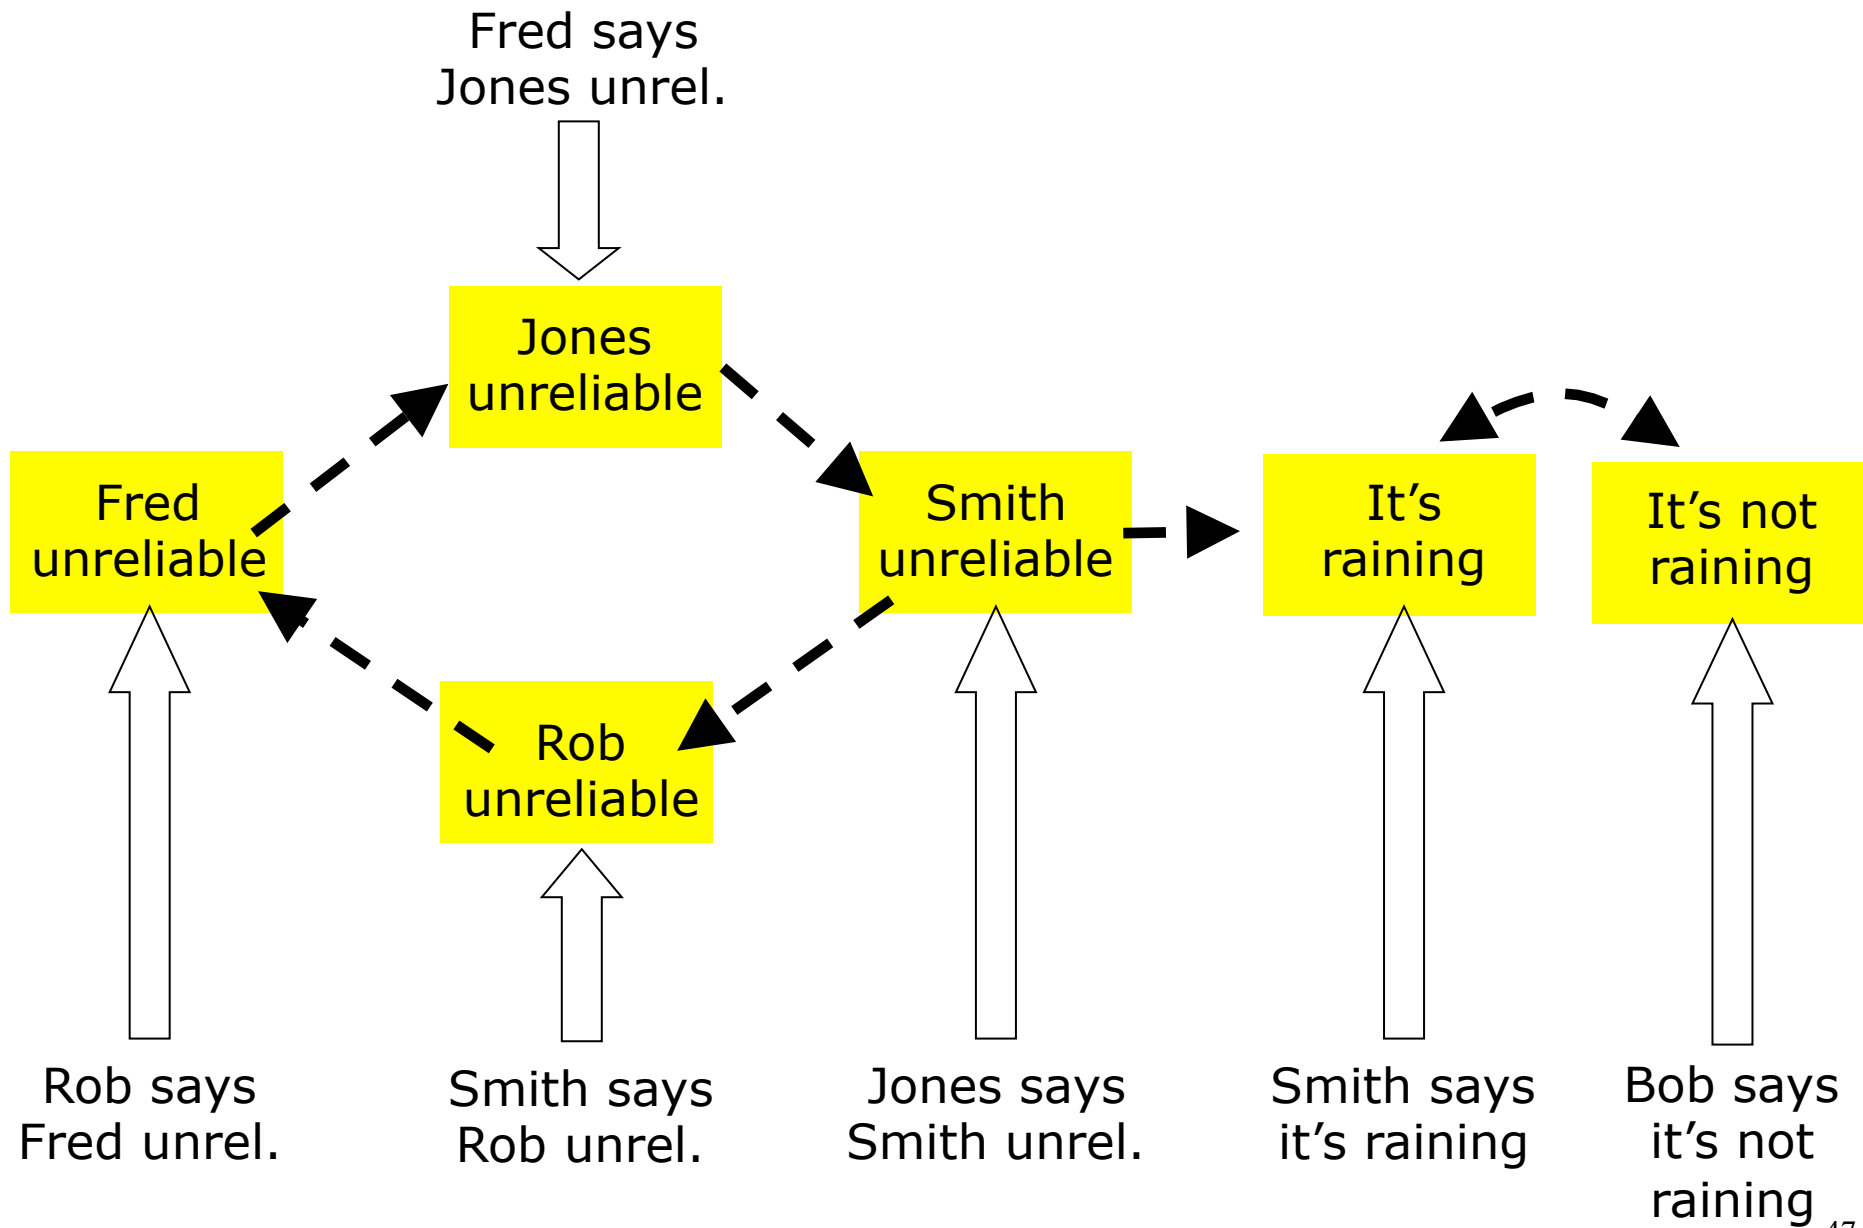 Fred says
Jones unrel.
Jones
unreliable
Fred
unreliable
Smith
unreliable
It’s
raining
It’s not
raining
Rob
unreliable
Rob says
Fred unrel.
Smith says
Rob unrel.
Jones says
Smith unrel.
Smith says
it’s raining
Bob says
it’s not
raining